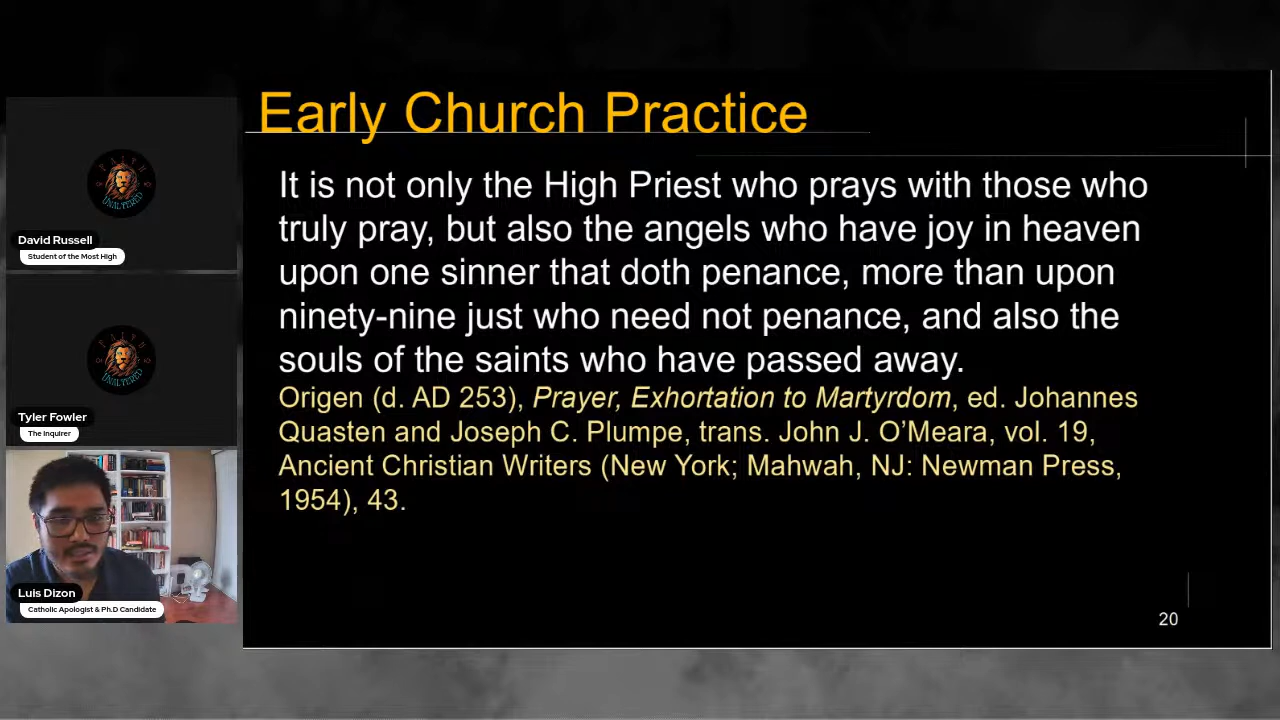 Early Church Practice
It is not only the High Priest who prays with those who
truly pray, but also the angels who have joy in heaven
upon one sinner that doth penance, more than upon
ninety-nine just who need not penance, and also the
souls of the saints who have passed away.
Origen (d. AD 253), Prayer, Exhortation to Martyrdom, ed. Johannes
Quasten and Joseph C. Plumpe, trans. John J. O’Meara, vol. 19,
Ancient Christian Writers (New York; Mahwah, NJ: Newman Press,
1954), 43.
20
FAITH
UNALTERED
David Russell
Student of the Most High
FAITH
UNALTERED
Tyler Fowler
The Inquirer
Luis Dizon
Catholic Apologist & Ph.D Candidate